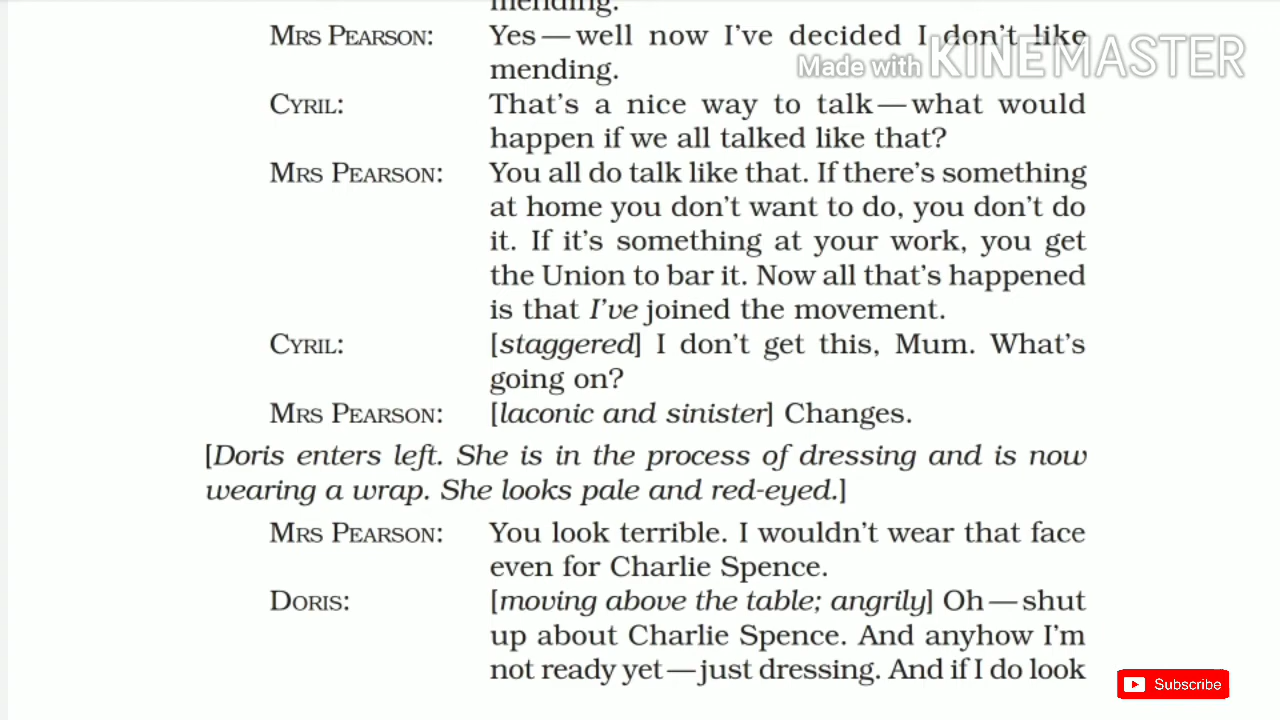 mending.
MRS PEARSON: Yes—well now I've decided I don't like
mending.
Made with KINEMASTER
CYRIL: That's a nice way to talk—what would
happen if we all talked like that?
MRS PEARSON: You all do talk like that. If there's something
at home you don't want to do, you don't do
it. If it's something at your work, you get
the Union to bar it. Now all that's happened
is that I've joined the movement.
CYRIL: [staggered] I don't get this, Mum. What's
going on?
MRS PEARSON: [laconic and sinister] Changes.
[Doris enters left. She is in the process of dressing and is now
wearing a wrap. She looks pale and red-eyed.]
MRS PEARSON: You look terrible. I wouldn't wear that face
even for Charlie Spence.
DORIS: [moving above the table; angrily] Oh—shut
up about Charlie Spence. And anyhow I'm
not ready yet—just dressing. And if I do look
Subscribe